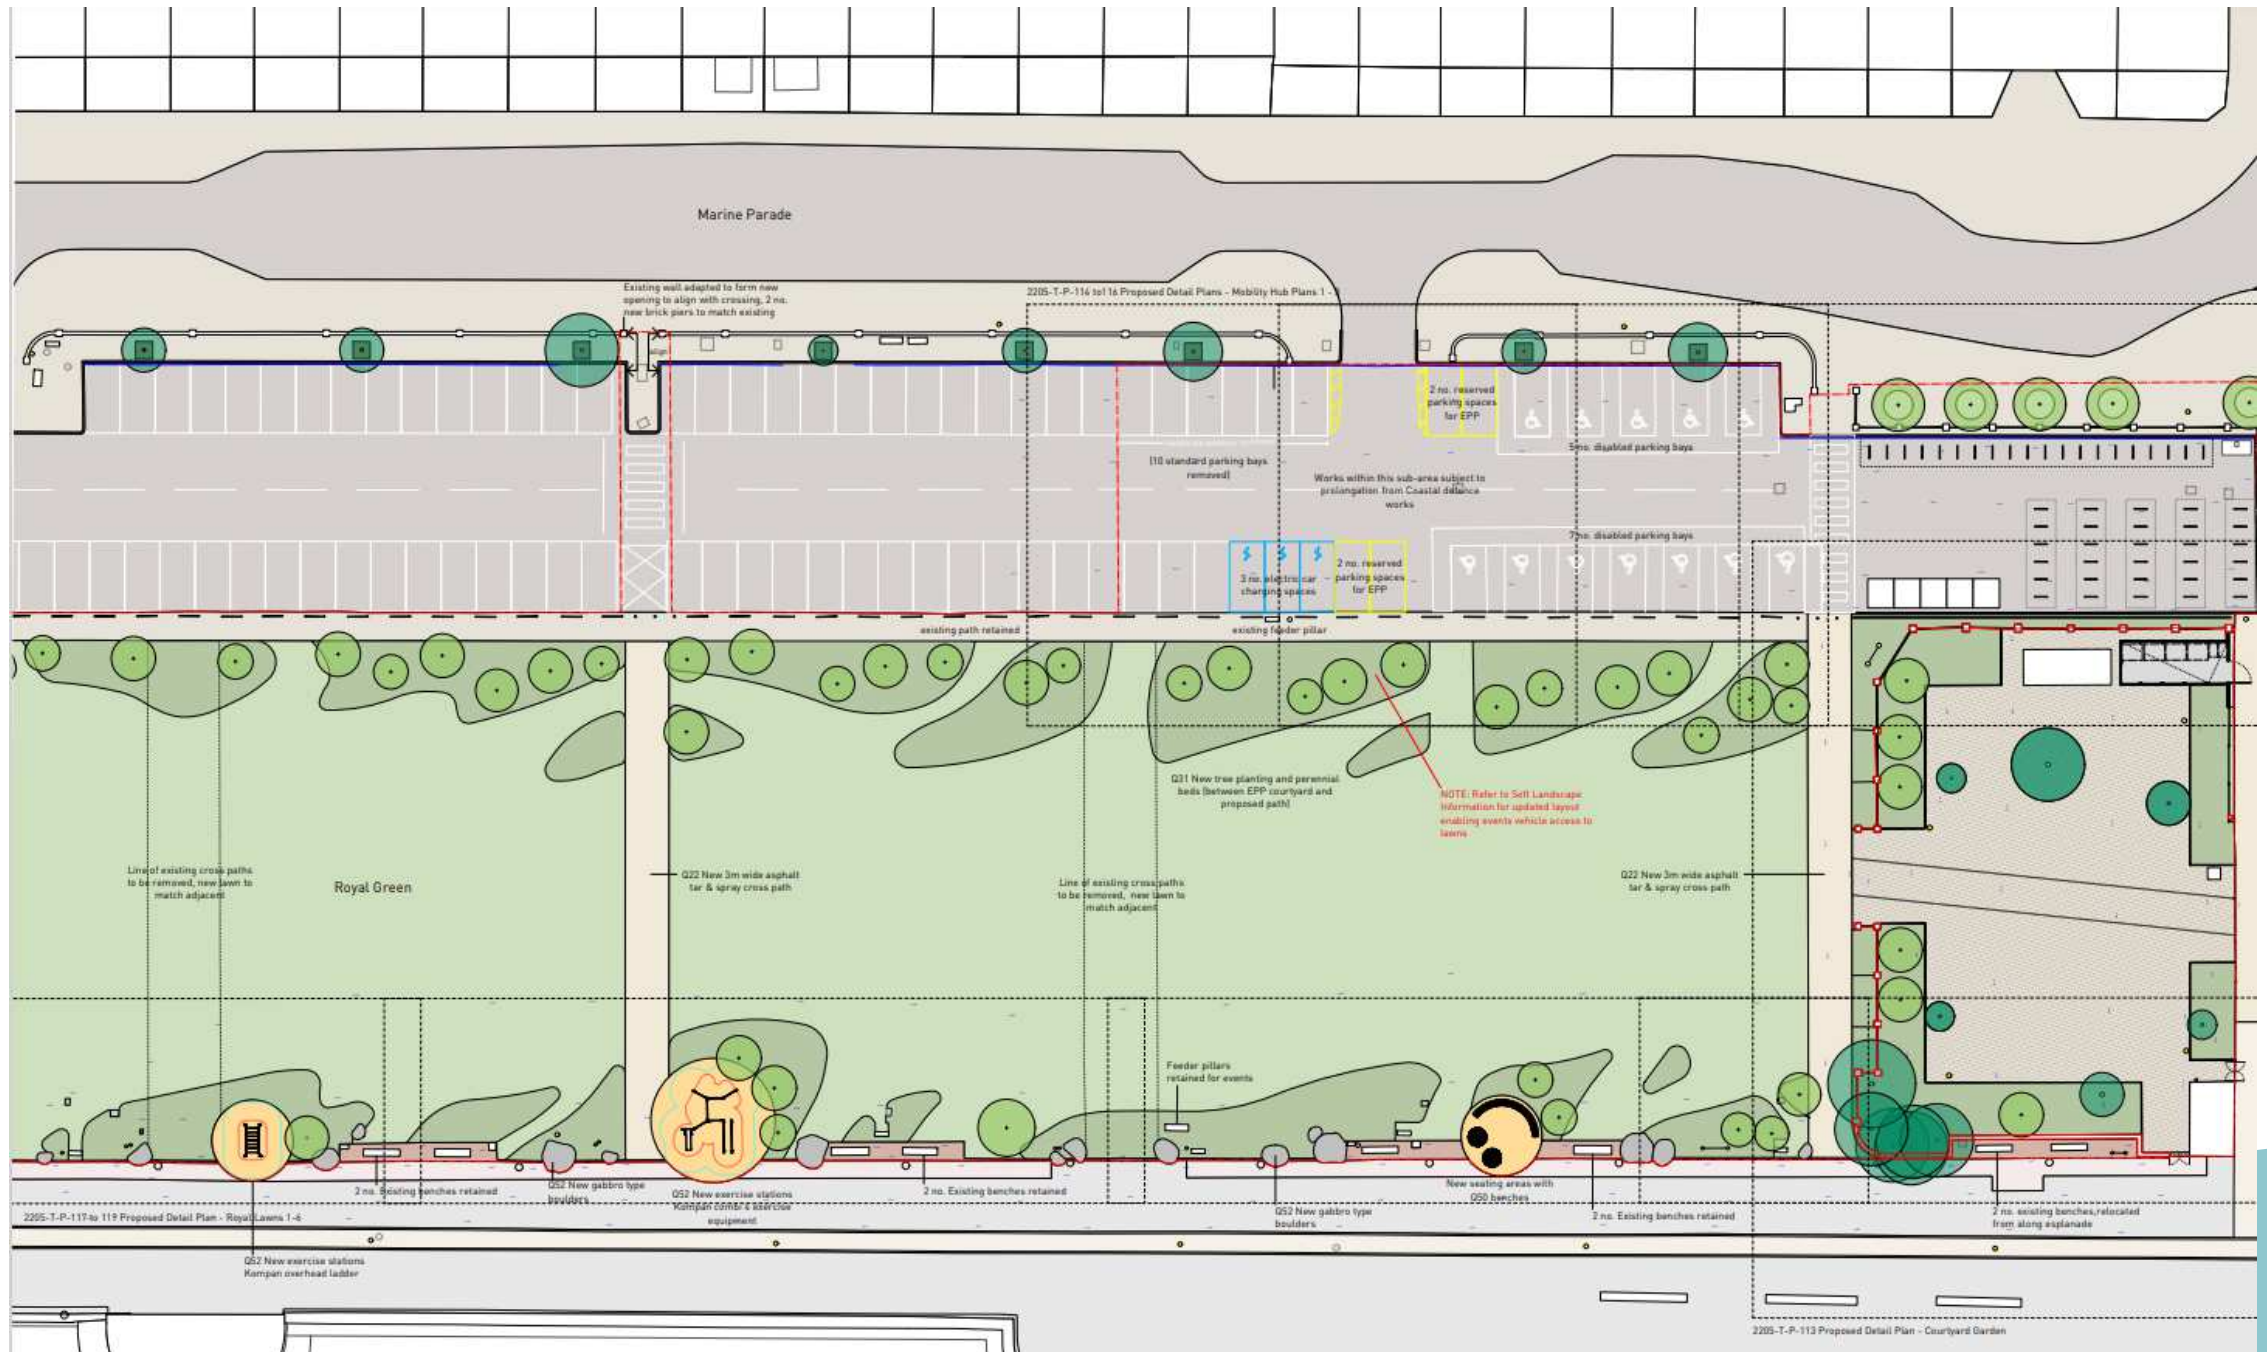 Marine Parade
Existing wall adapted to form new
opening to align with crossing, 2 no.
new brick piers to match existing
align
2205-T-P-114 to116 Proposed Detail Plans - Mobility Hub Plans 1 -
2 no. reserved
parking spaces
for EPP
5 no. disabled parking bays
(10 standard parking bays
removed)
Works within this sub-area subject to
prolongation from Coastal defence
works
7 no. disabled parking bays
3 no. electric car
charging spaces
2 no. reserved
parking spaces
for EPP
existing path retained
existing feeder pillar
Q31 New tree planting and perennial
beds (between EPP courtyard and
proposed path)
NOTE: Refer to Soft Landscape
Information for updated layout
enabling events vehicle access to
lawns
Line of existing cross paths
to be removed, new lawn to
match adjacent
Royal Green
Q22 New 3m wide asphalt
tar & spray cross path
Line of existing cross paths
to be removed, new lawn to
match adjacent
Q22 New 3m wide asphalt
tar & spray cross path
Feeder pillars
retained for events
2 no. Existing benches retained
Q52 New gabbro type
boulders
Q52 New exercise stations
Kompan combi 6 exercise
equipment
2 no. Existing benches retained
Q52 New gabbro type
boulders
New seating areas with
Q50 benches
2 no. Existing benches retained
2 no. existing benches,relocated
from along esplanade
2205-T-P-117 to 119 Proposed Detail Plan - Royal Lawns 1-6
Q52 New exercise stations
Kompan overhead ladder
2205-T-P-113 Proposed Detail Plan - Courtyard Garden